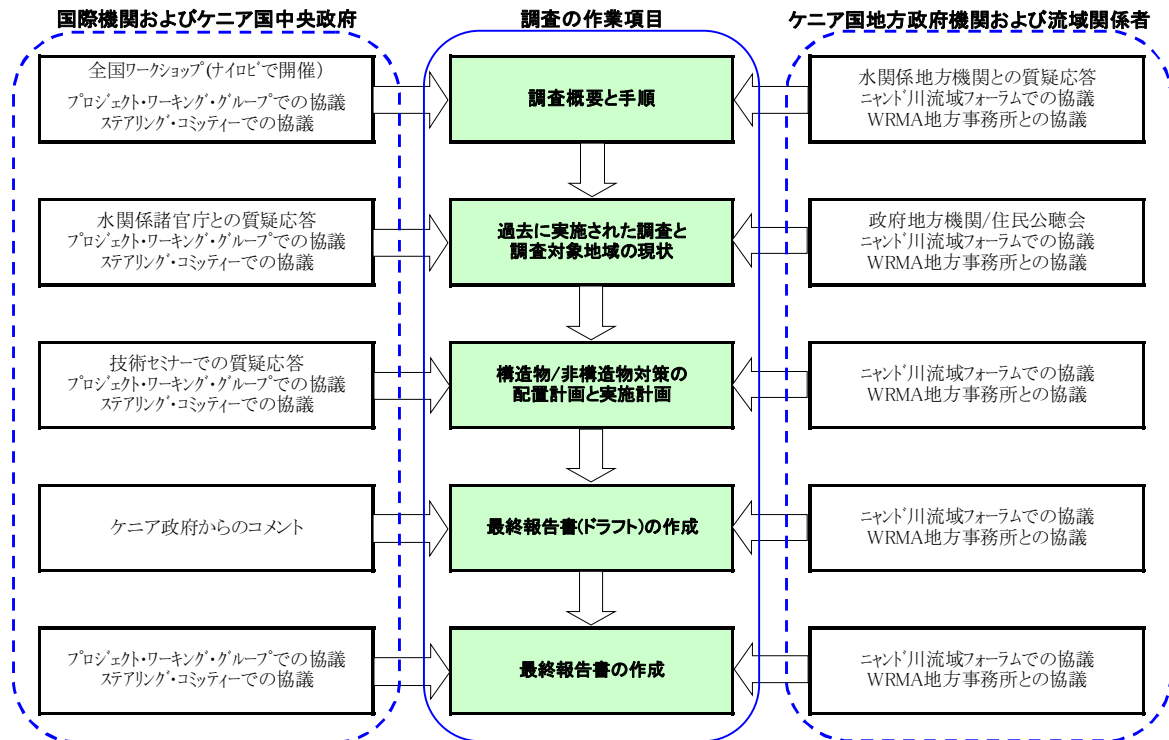 国際機関およびケニア国中央政府
調査の作業項目
ケニア国地方政府機関および流域関係者
全国ワークショップ(ナイロビで開催)
プロジェクト・ワーキング・グループでの協議
ステアリング・コミッティーでの協議
調査概要と手順
水関係地方機関との質疑応答
ニャンド川流域フォーラムでの協議
WRMA地方事務所との協議
水関係諸官庁との質疑応答
プロジェクト・ワーキング・グループでの協議
ステアリング・コミッティーでの協議
過去に実施された調査と
調査対象地域の現状
政府地方機関/住民公聴会
ニャンド川流域フォーラムでの協議
WRMA地方事務所との協議
技術セミナーでの質疑応答
プロジェクト・ワーキング・グループでの協議
ステアリング・コミッティーでの協議
構造物/非構造物対策の
配置計画と実施計画
ニャンド川流域フォーラムでの協議
WRMA地方事務所との協議
ケニア政府からのコメント
最終報告書(ドラフト)の作成
ニャンド川流域フォーラムでの協議
WRMA地方事務所との協議
プロジェクト・ワーキング・グループでの協議
ステアリング・コミッティーでの協議
最終報告書の作成
ニャンド川流域フォーラムでの協議
WRMA地方事務所との協議